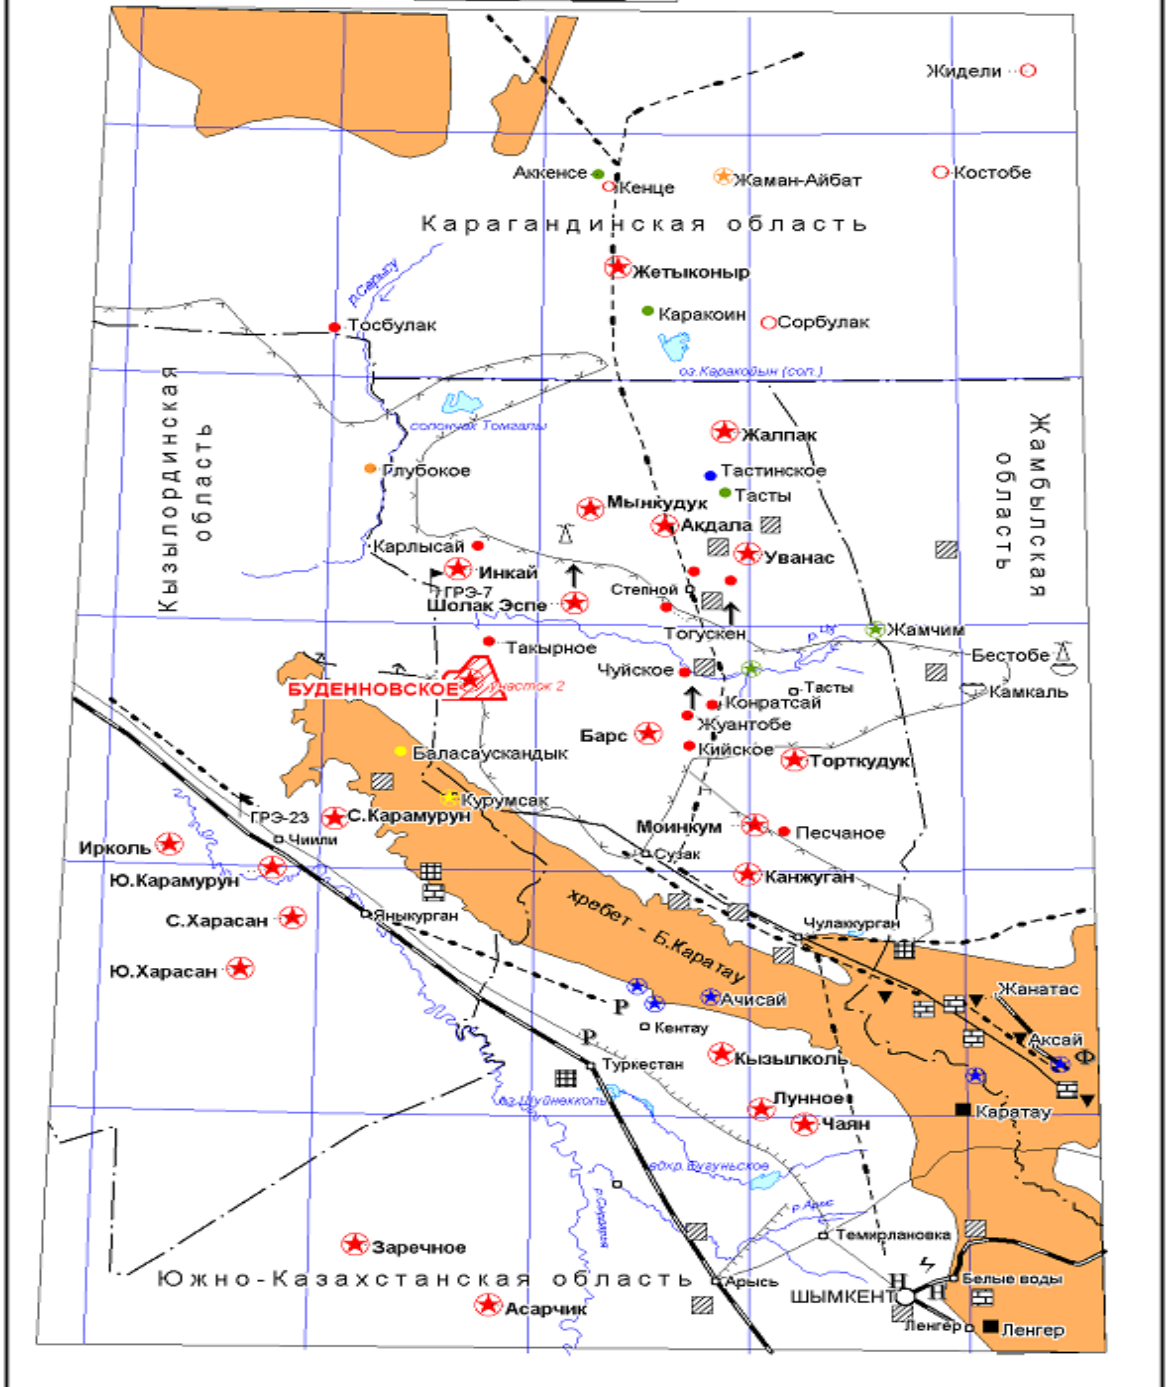 Жидели
Аккенсе
Кенце
Жаман-Айбат
Костобе
Карагандинская область
р.Сарысу
Жетыконыр
Тосбулак
Каракоин
Сорбулак
оз.Каракойын (сол.)
Кызылординская
область
солончак Томгалы
Жалпак
Жамбылская
область
Глубокое
Тастинское
Тасты
Мынкудук
Акдала
Карлысай
Уванас
Инкай
ГРЭ-7
Степной
Шолак Эспе
Тогускен
р.Чу
Жамчим
Такырное
Бестобе
БУДЕННОВСКОЕ
участок 2
Чуйское
Тасты
Камкаль
Конратсай
Жуантобе
Барс
Кийское
Баласаускандык
Торткудук
Курумсак
ГРЭ-23
С.Карамурун
Моинкум
Песчаное
Чиили
Ирколь
Сузак
Ю.Карамурун
Канжуган
хребет - Б.Каратау
С.Харасан
Яныкурган
Чулаккурган
Ю.Харасан
Ачисай
Жанатас
Р
Кентау
Аксай
Р
Ф
Туркестан
Кызылколь
оз.Шуйнекколь
Лунное
Каратау
Чаян
вдхр.Бугуньское
р.Сырдарья
р.Арыс
Темирлановка
Заречное
Южно-Казахстанская область
Арысь
Н
Белые воды
ШЫМКЕНТ
Н
Асарчик
Ленгер
Ленгер